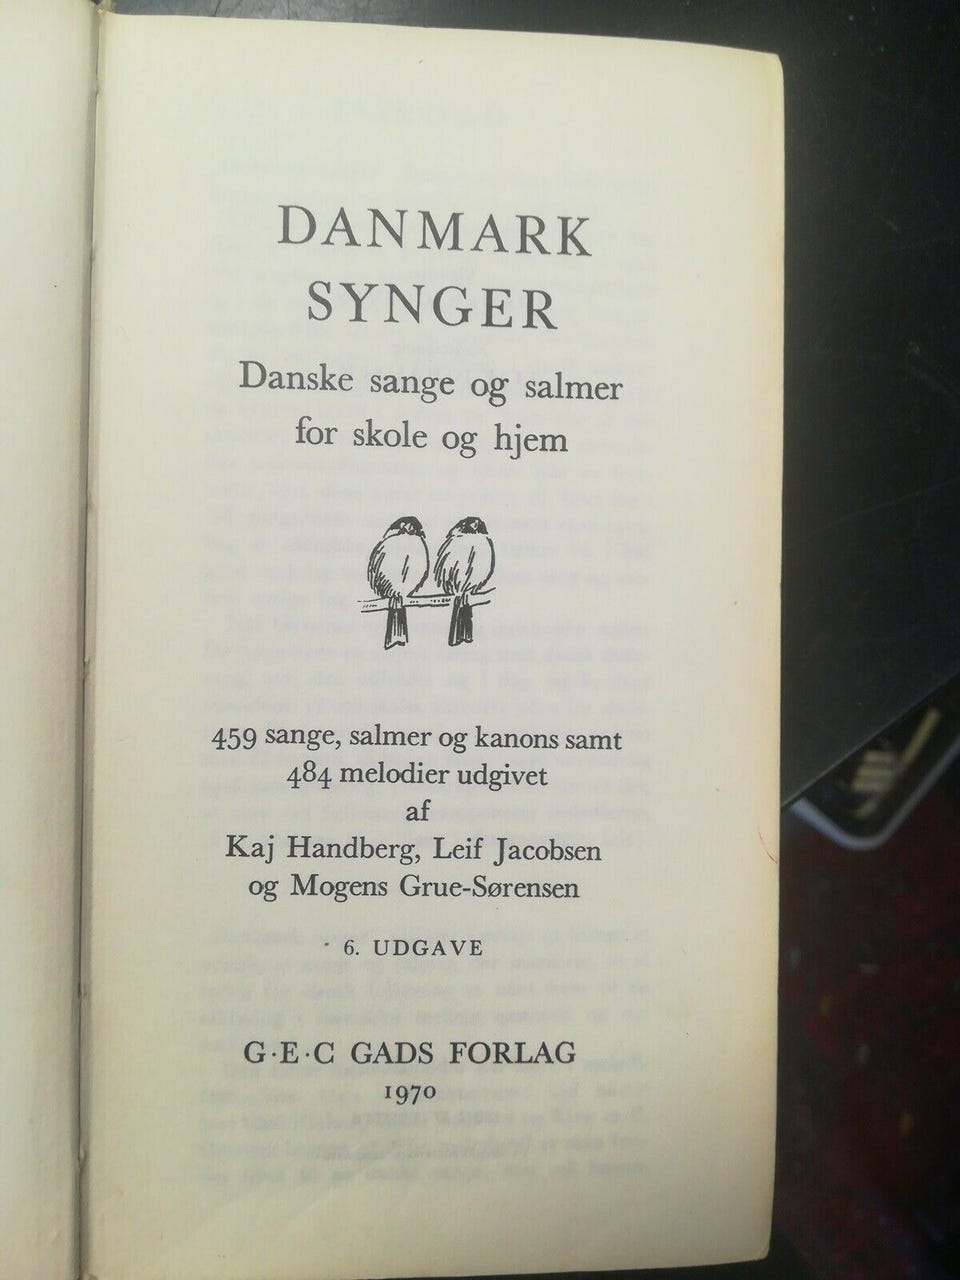 DANMARK
SYNGER
Danske sange og salmer
for skole og hjem
459 sange, salmer og kanons samt
484 melodier udgivet
af
Kaj Handberg, Leif Jacobsen
og Mogens Grue-Sørensen
6. UDGAVE
G·E·C GADS FORLAG
1970